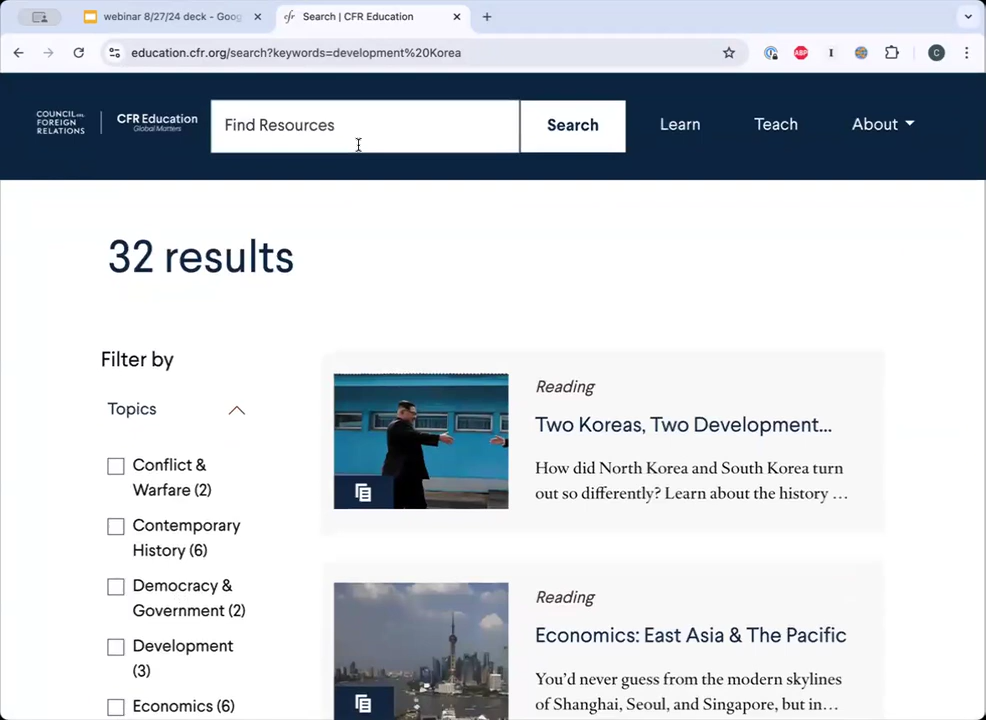 webinar 8/27/24 deck - Goog
Search | CFR Education
education.cfr.org/search?keywords=development%20Korea
ABP
C
COUNCIL on
FOREIGN
RELATIONS
CFR Education
Global Matters
Find Resources
Search
Learn
Teach
About
32 results
Filter by
Topics
Conflict &
Warfare (2)
Contemporary
History (6)
Democracy &
Government (2)
Development
(3)
Economics (6)
Reading
Two Koreas, Two Development...
How did North Korea and South Korea turn
out so differently? Learn about the history ...
Reading
Economics: East Asia & The Pacific
You’d never guess from the modern skylines
of Shanghai, Seoul, and Singapore, but in...